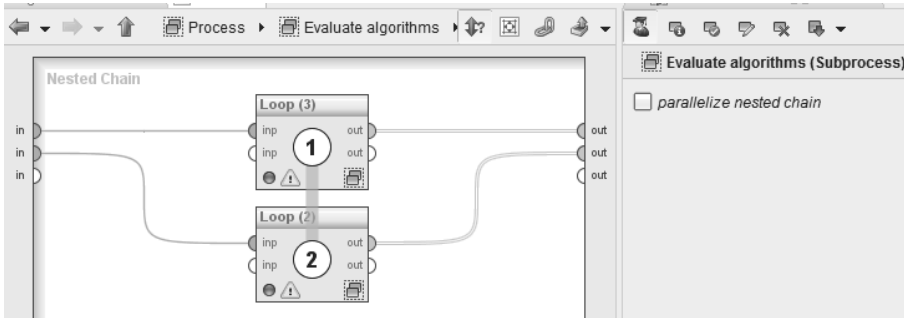 Process Evaluate algorithms
Evaluate algorithms (Subprocess)
parallelize nested chain
Nested Chain
Loop (3)
in inp 1 out out
in inp out out
in out
Loop (2)
inp out
inp 2 out